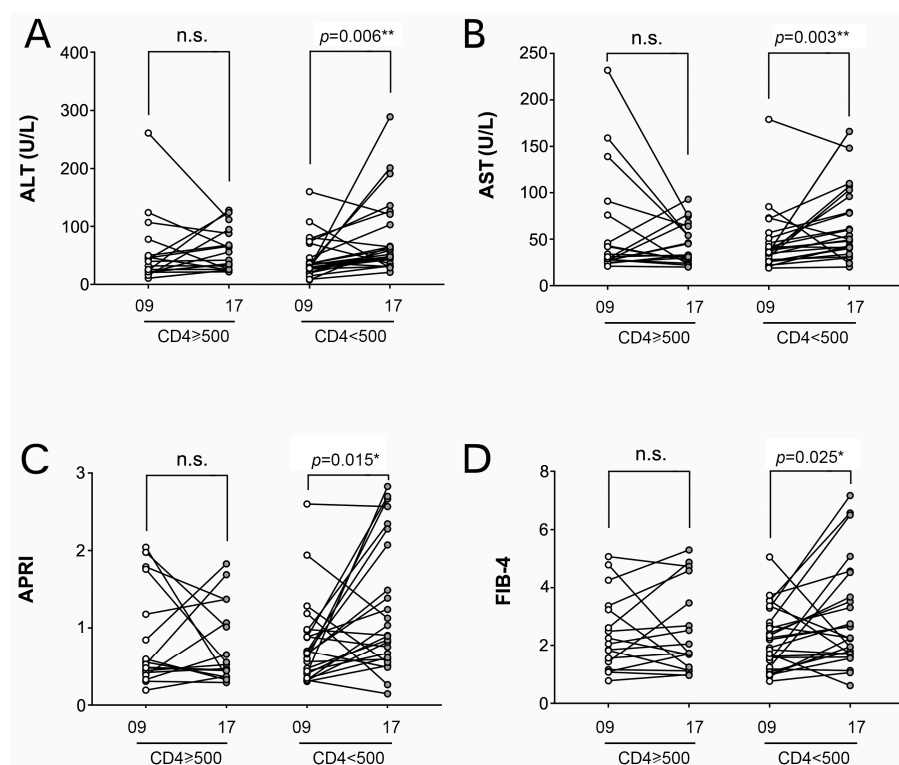 A
n.s.
p=0.006**
400
300
200
100
0
ALT (U/L)
09
17
09
17
CD4≥500
CD4<500
B
n.s.
p=0.003**
250
200
150
100
50
0
AST (U/L)
09
17
09
17
CD4≥500
CD4<500
C
n.s.
p=0.015*
3
2
1
0
APRI
09
17
09
17
CD4≥500
CD4<500
D
n.s.
p=0.025*
8
6
4
2
0
FIB-4
09
17
09
17
CD4≥500
CD4<500